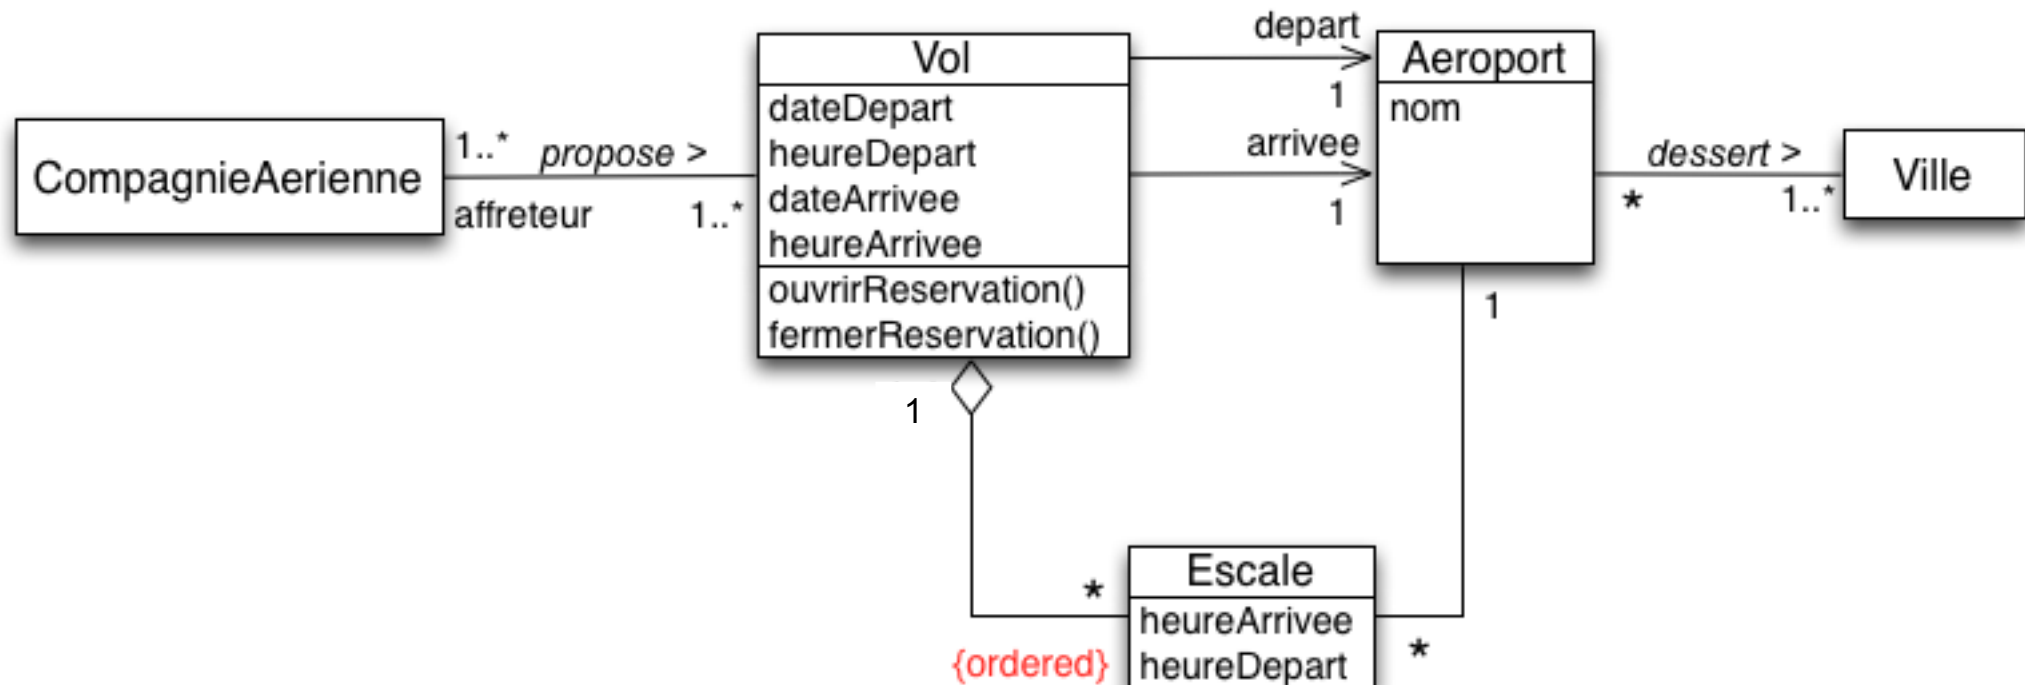 CompagnieAerienne
1..*
propose >
affreteur
1..*
Vol
dateDepart
heureDepart
dateArrivee
heureArrivee
ouvrirReservation()
fermerReservation()
depart
1
arrivee
1
Aeroport
nom
dessert >
*
1..*
Ville
1
1
*
{ordered}
Escale
heureArrivee
heureDepart
*